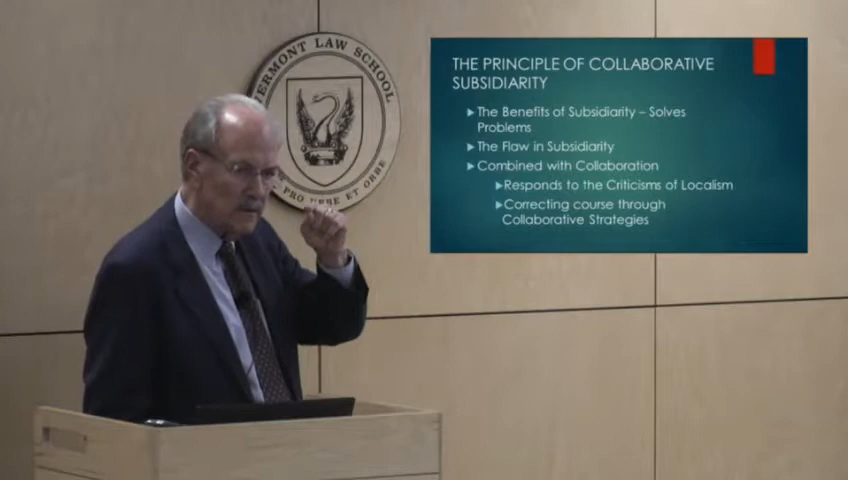 VERMONT LAW SCHOOL
PRO URBE ET ORBE
THE PRINCIPLE OF COLLABORATIVE
SUBSIDIARITY
The Benefits of Subsidiarity – Solves
Problems
The Flaw in Subsidiarity
Combined with Collaboration
Responds to the Criticisms of Localism
Correcting course through
Collaborative Strategies